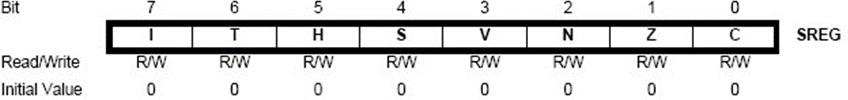 Bit 7 6 5 4 3 2 1 0
I T H S V N Z C SREG
Read/Write R/W R/W R/W R/W R/W R/W R/W R/W
Initial Value 0 0 0 0 0 0 0 0